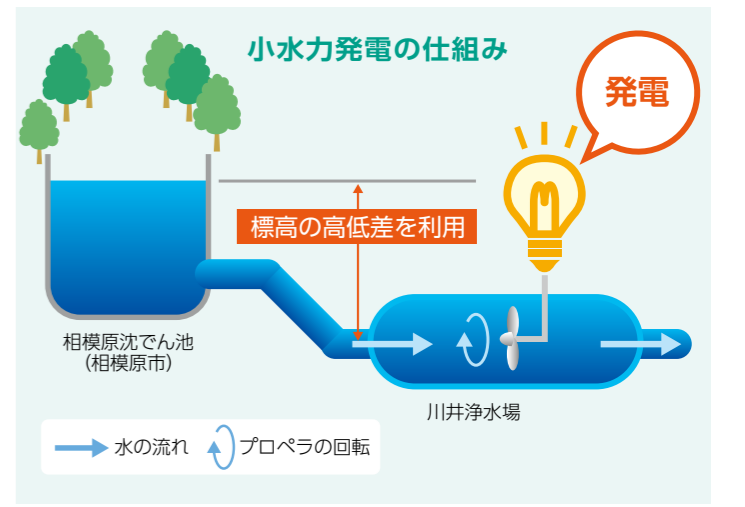 小水力発電の仕組み
発電
標高の高低差を利用
相模原沈でん池
(相模原市)
川井浄水場
水の流れ
プロペラの回転